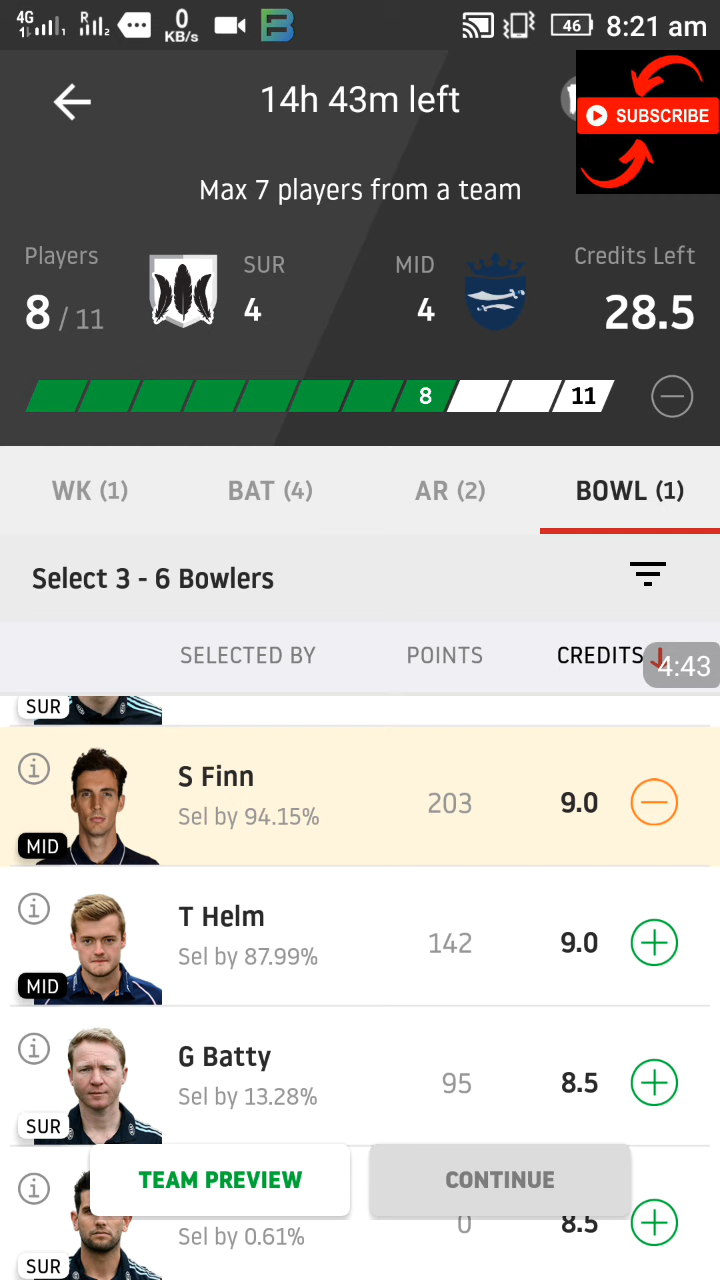 4G R 0 KB/s 46 8:21 am
14h 43m left
SUBSCRIBE
Max 7 players from a team
Players SUR MID Credits Left
8 / 11 4 4 28.5
8 11
WK (1) BAT (4) AR (2) BOWL (1)
Select 3 - 6 Bowlers
SELECTED BY POINTS CREDITS 4:43
SUR
S Finn
Sel by 94.15% 203 9.0
MID
T Helm
Sel by 87.99% 142 9.0
MID
G Batty
Sel by 13.28% 95 8.5
SUR
TEAM PREVIEW CONTINUE
Sel by 0.61% 0 8.5
SUR